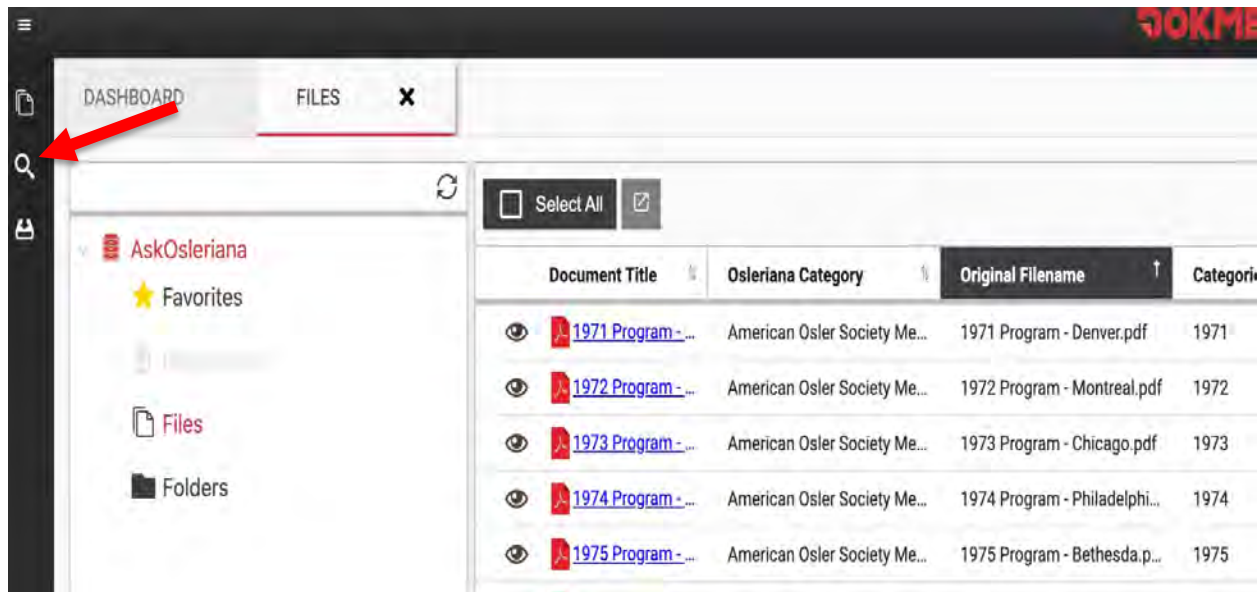 DASHBOARD FILES
Select All
AskOsleriana
Favorites
Files
Folders
Document Title Osleriana Category Original Filename
1971 Program -... American Osler Society Me... 1971 Program - Denver.pdf 1971
1972 Program -... American Osler Society Me... 1972 Program - Montreal.pdf 1972
1973 Program -... American Osler Society Me... 1973 Program - Chicago.pdf 1973
1974 Program -... American Osler Society Me... 1974 Program - Philadelphi... 1974
1975 Program -... American Osler Society Me... 1975 Program - Bethesda.p... 1975